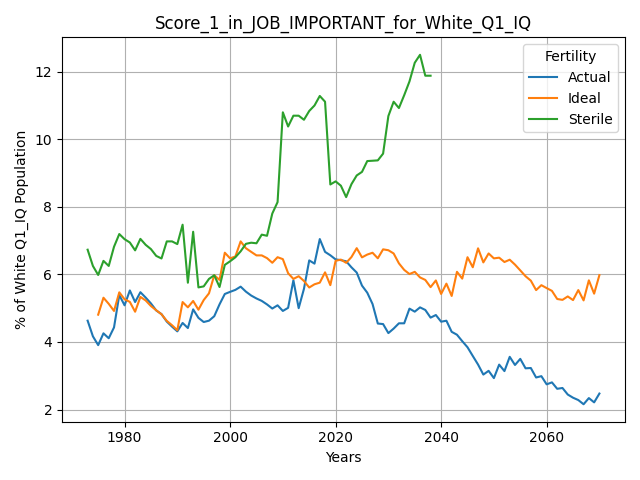 Score_1_in_JOB_IMPORTANT_for_White_Q1_IQ
% of White Q1_IQ Population
12
10
8
6
4
2
Fertility
Actual
Ideal
Sterile
1980 2000 2020 2040 2060
Years